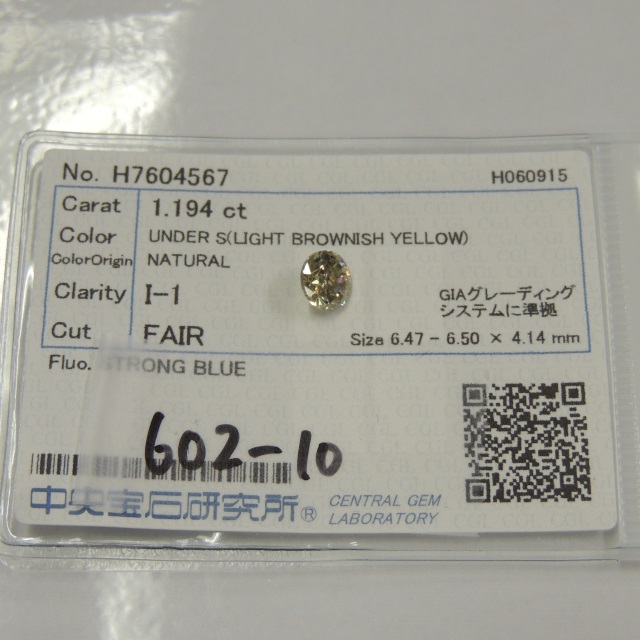 No. H7604567 H060915
Carat 1.194 ct
Color UNDER S(LIGHT BROWNISH YELLOW)
ColorOrigin NATURAL
Clarity I-1 GIAグレーディング
システムに準拠
Cut FAIR Size 6.47 - 6.50 × 4.14 mm
Fluo. STRONG BLUE
602-10
中央宝石研究所® CENTRAL GEM
LABORATORY